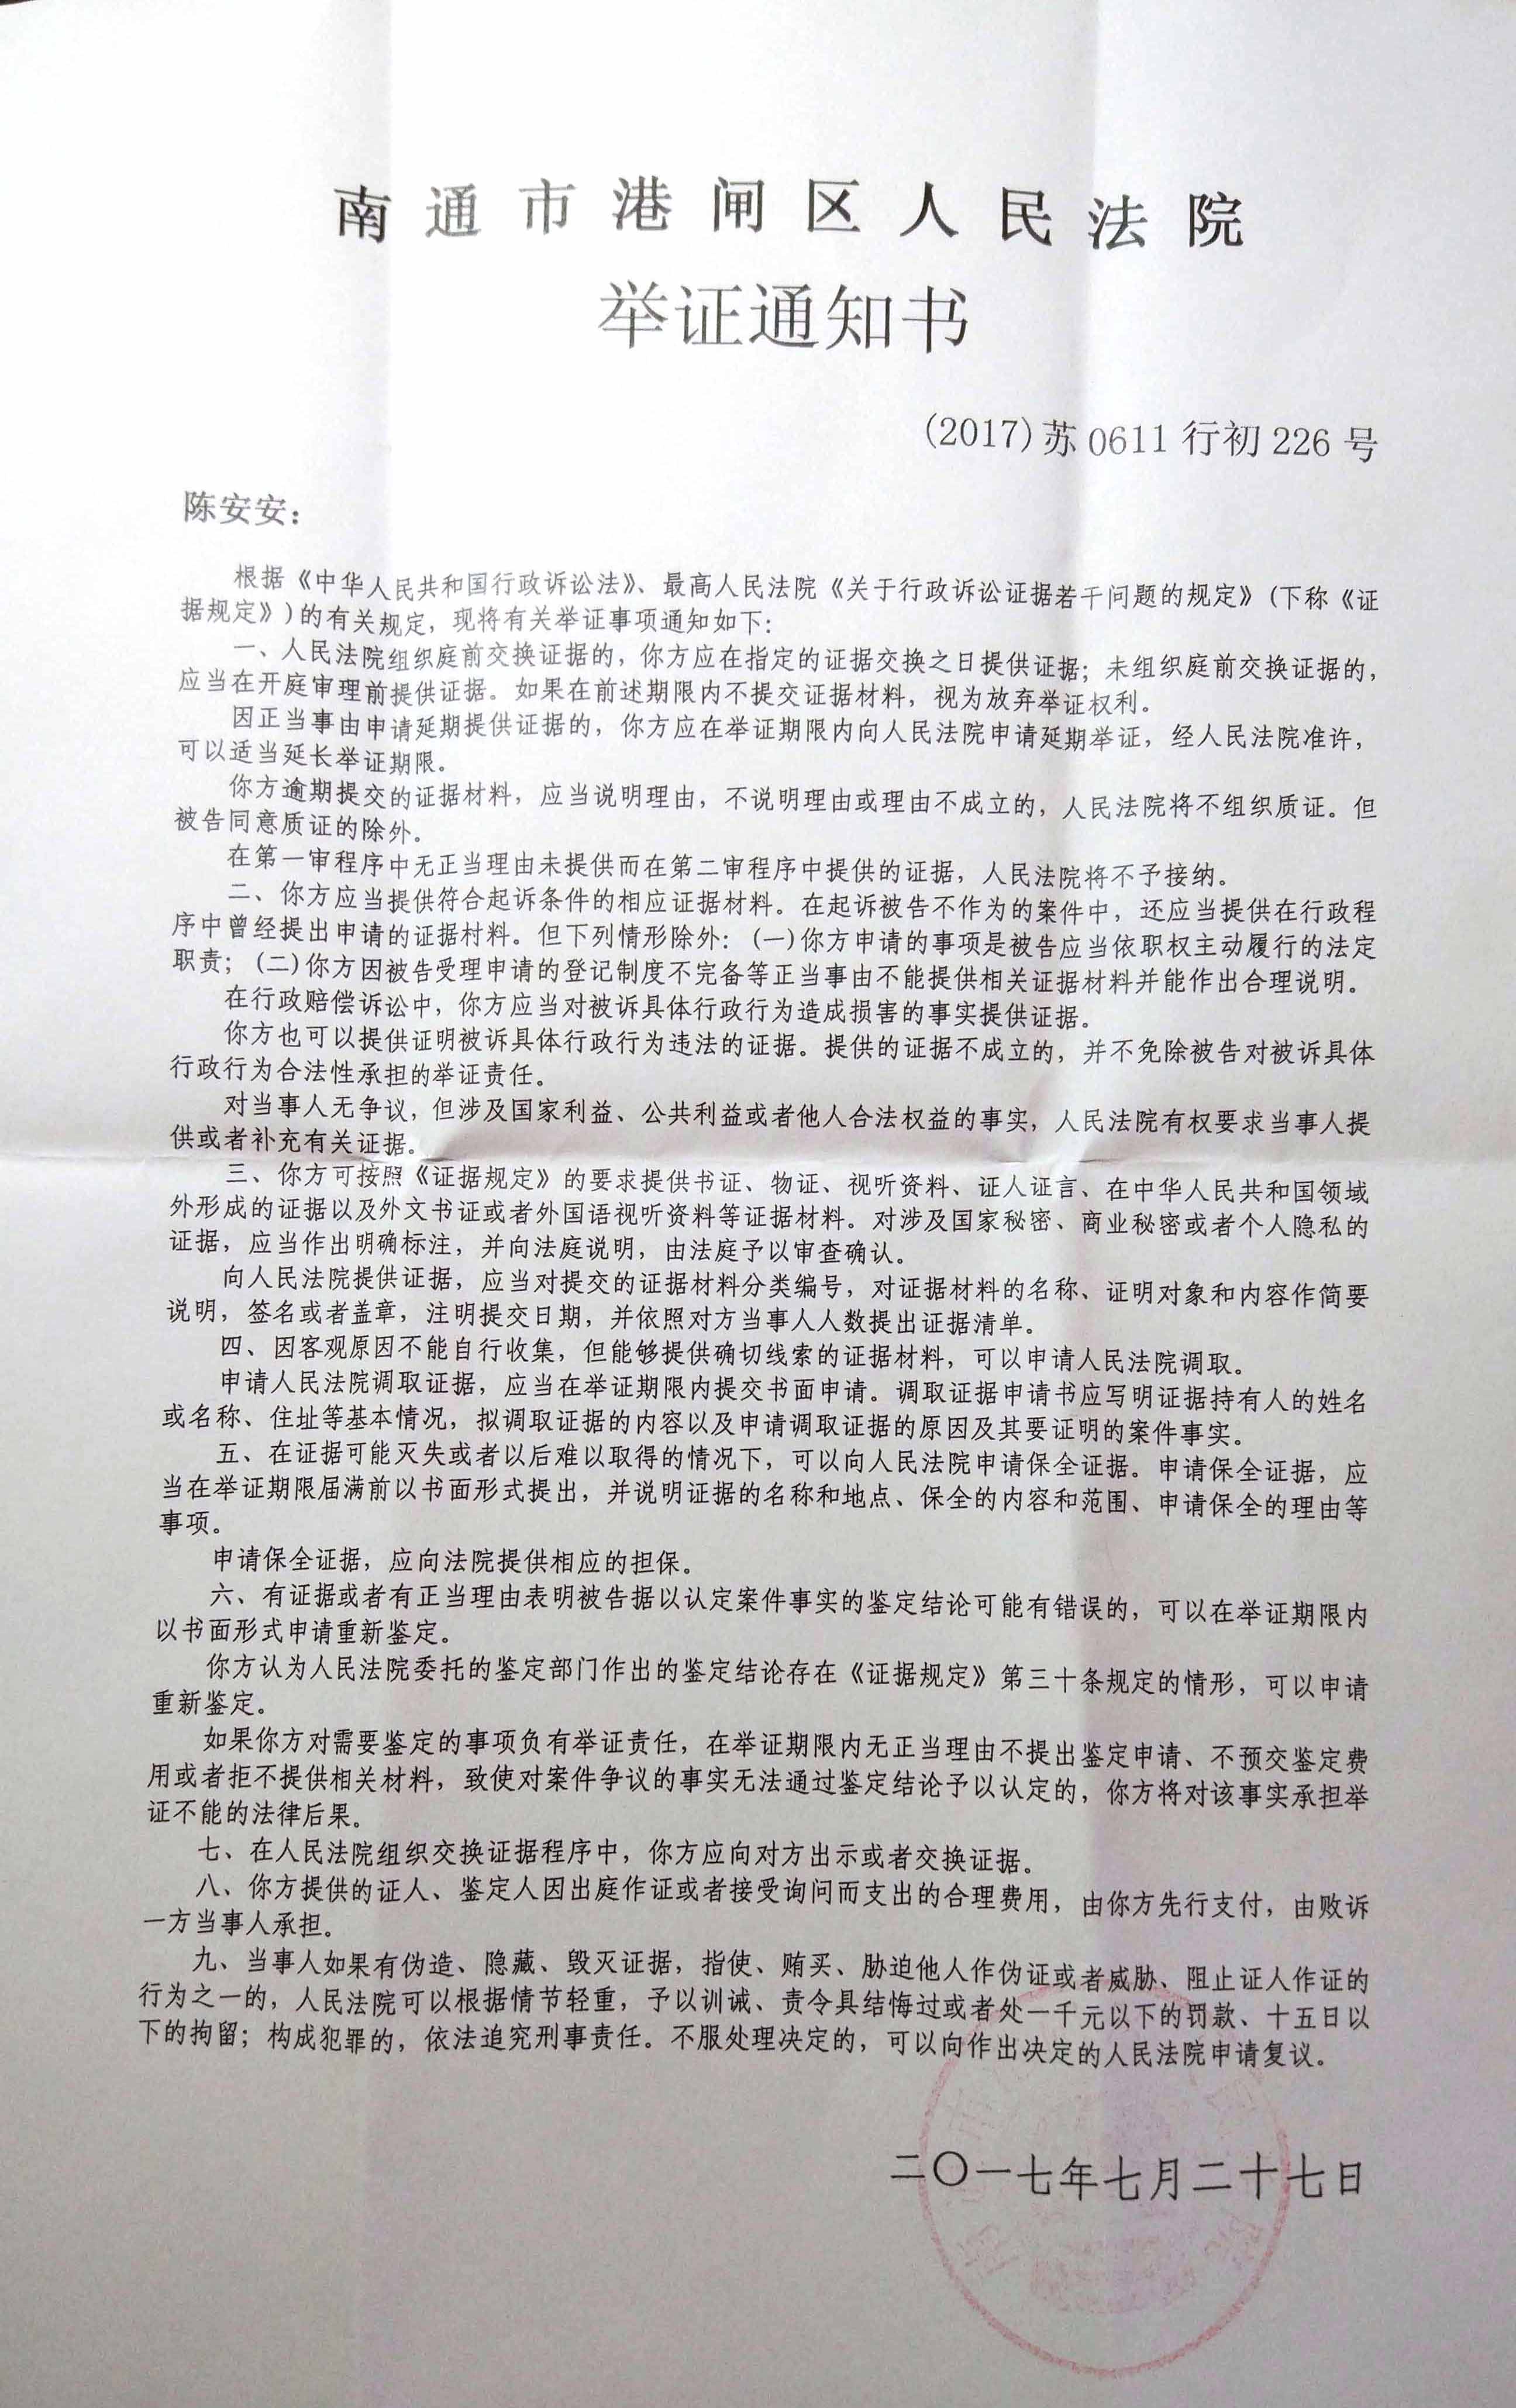 南通市港闸区人民法院
举证通知书
(2017)苏0611行初226号
陈安安：
根据《中华人民共和国行政诉讼法》、最高人民法院《关于行政诉讼证据若干问题的规定》(下称《证
据规定》)的有关规定，现将有关举证事项通知如下：
一、人民法院组织庭前交换证据的，你方应在指定的证据交换之日提供证据；未组织庭前交换证据的，
应当在开庭审理前提供证据。如果在前述期限内不提交证据材料，视为放弃举证权利。
因正当事由申请延期提供证据的，你方应在举证期限内向人民法院申请延期举证，经人民法院准许，
可以适当延长举证期限。
你方逾期提交的证据材料，应当说明理由，不说明理由或理由不成立的，人民法院将不组织质证。但
被告同意质证的除外。
在第一审程序中无正当理由未提供而在第二审程序中提供的证据，人民法院将不予接纳。
二、你方应当提供符合起诉条件的相应证据材料。在起诉被告不作为的案件中，还应当提供在行政程
序中曾经提出申请的证据村料。但下列情形除外：(一)你方申请的事项是被告应当依职权主动履行的法定
职责；(二)你方因被告受理申请的登记制度不完备等正当事由不能提供相关证据材料并能作出合理说明。
在行政赔偿诉讼中，你方应当对被诉具体行政行为造成损害的事实提供证据。
你方也可以提供证明被诉具体行政行为违法的证据。提供的证据不成立的，并不免除被告对被诉具体
行政行为合法性承担的举证责任。
对当事人无争议，但涉及国家利益、公共利益或者他人合法权益的事实，人民法院有权要求当事人提
供或者补充有关证据。
三、你方可按照《证据规定》的要求提供书证、物证、视听资料、证人证言、在中华人民共和国领域
外形成的证据以及外文书证或者外国语视听资料等证据材料。对涉及国家秘密、商业秘密或者个人隐私的
证据，应当作出明确标注，并向法庭说明，由法庭予以审查确认。
向人民法院提供证据，应当对提交的证据材料分类编号，对证据材料的名称、证明对象和内容作简要
说明，签名或者盖章，注明提交日期，并依照对方当事人人数提出证据清单。
四、因客观原因不能自行收集，但能够提供确切线索的证据材料，可以申请人民法院调取。
申请人民法院调取证据，应当在举证期限内提交书面申请。调取证据申请书应写明证据持有人的姓名
或名称、住址等基本情况，拟调取证据的内容以及申请调取证据的原因及其要证明的案件事实。
五、在证据可能灭失或者以后难以取得的情况下，可以向人民法院申请保全证据。申请保全证据，应
当在举证期限届满前以书面形式提出，并说明证据的名称和地点、保全的内容和范围、申请保全的理由等
事项。
申请保全证据，应向法院提供相应的担保。
六、有证据或者有正当理由表明被告据以认定案件事实的鉴定结论可能有错误的，可以在举证期限内
以书面形式申请重新鉴定。
你方认为人民法院委托的鉴定部门作出的鉴定结论存在《证据规定》第三十条规定的情形，可以申请
重新鉴定。
如果你方对需要鉴定的事项负有举证责任，在举证期限内无正当理由不提出鉴定申请、不预交鉴定费
用或者拒不提供相关材料，致使对案件争议的事实无法通过鉴定结论予以认定的，你方将对该事实承担举
证不能的法律后果。
七、在人民法院组织交换证据程序中，你方应向对方出示或者交换证据。
八、你方提供的证人、鉴定人因出庭作证或者接受询问而支出的合理费用，由你方先行支付，由败诉
一方当事人承担。
九、当事人如果有伪造、隐藏、毁灭证据，指使、贿买、胁迫他人作伪证或者威胁、阻止证人作证的
行为之一的，人民法院可以根据情节轻重，予以训诫、责令具结悔过或者处一千元以下的罚款、十五日以
下的拘留；构成犯罪的，依法追究刑事责任。不服处理决定的，可以向作出决定的人民法院申请复议。
二〇一七年七月二十七日